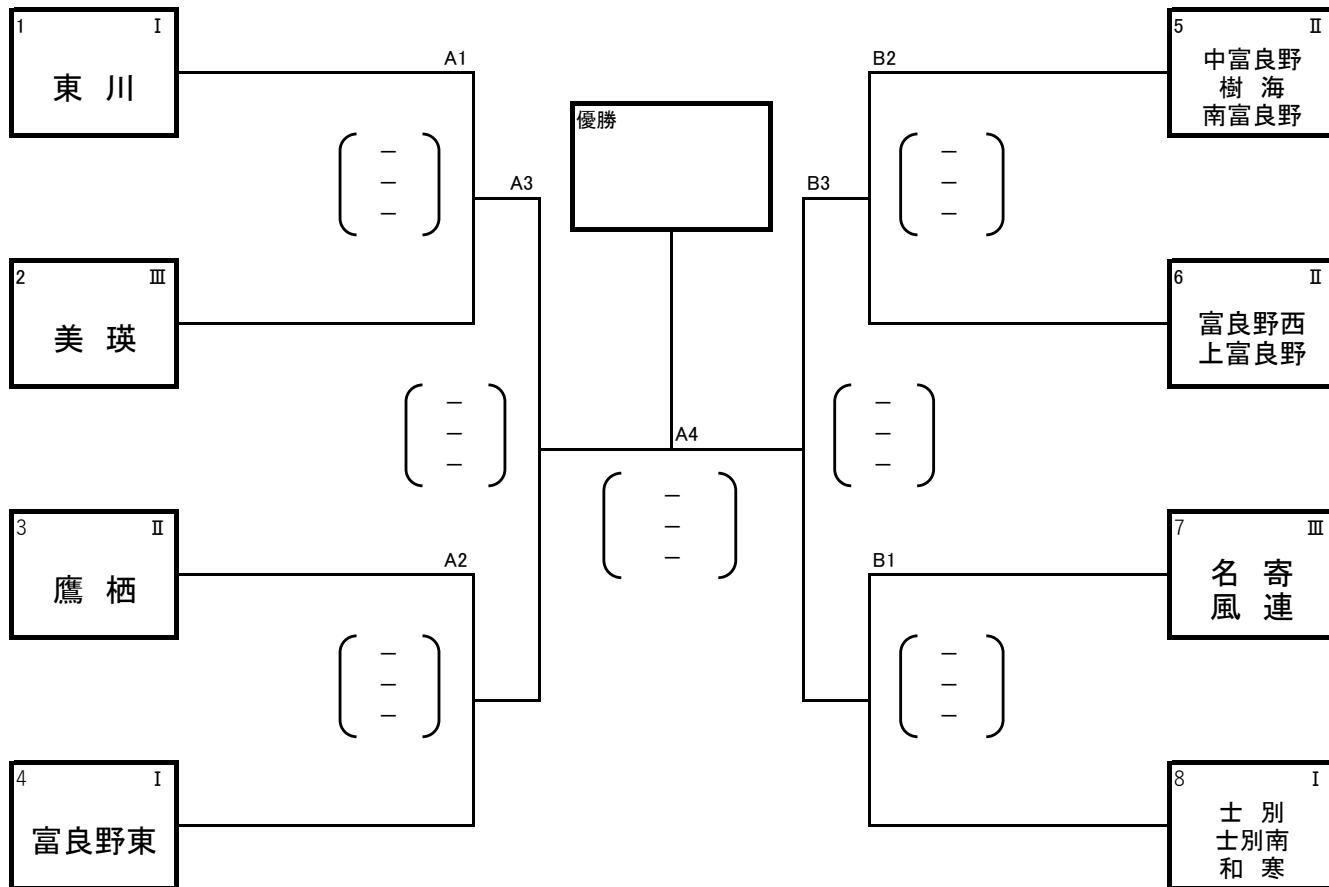 1 Ⅰ
東 川
A1
B2
5 Ⅱ
中富良野
樹 海
南富良野
優勝
－
－
－
－
－
－
A3
B3
2 Ⅲ
美 瑛
6 Ⅱ
富良野西
上富良野
－
－
－
－
－
－
A4
－
－
－
3 Ⅱ
鷹 栖
A2
B1
7 Ⅲ
名 寄
風 連
－
－
－
－
－
－
4 Ⅰ
富良野東
8 Ⅰ
士 別
士別南
和 寒